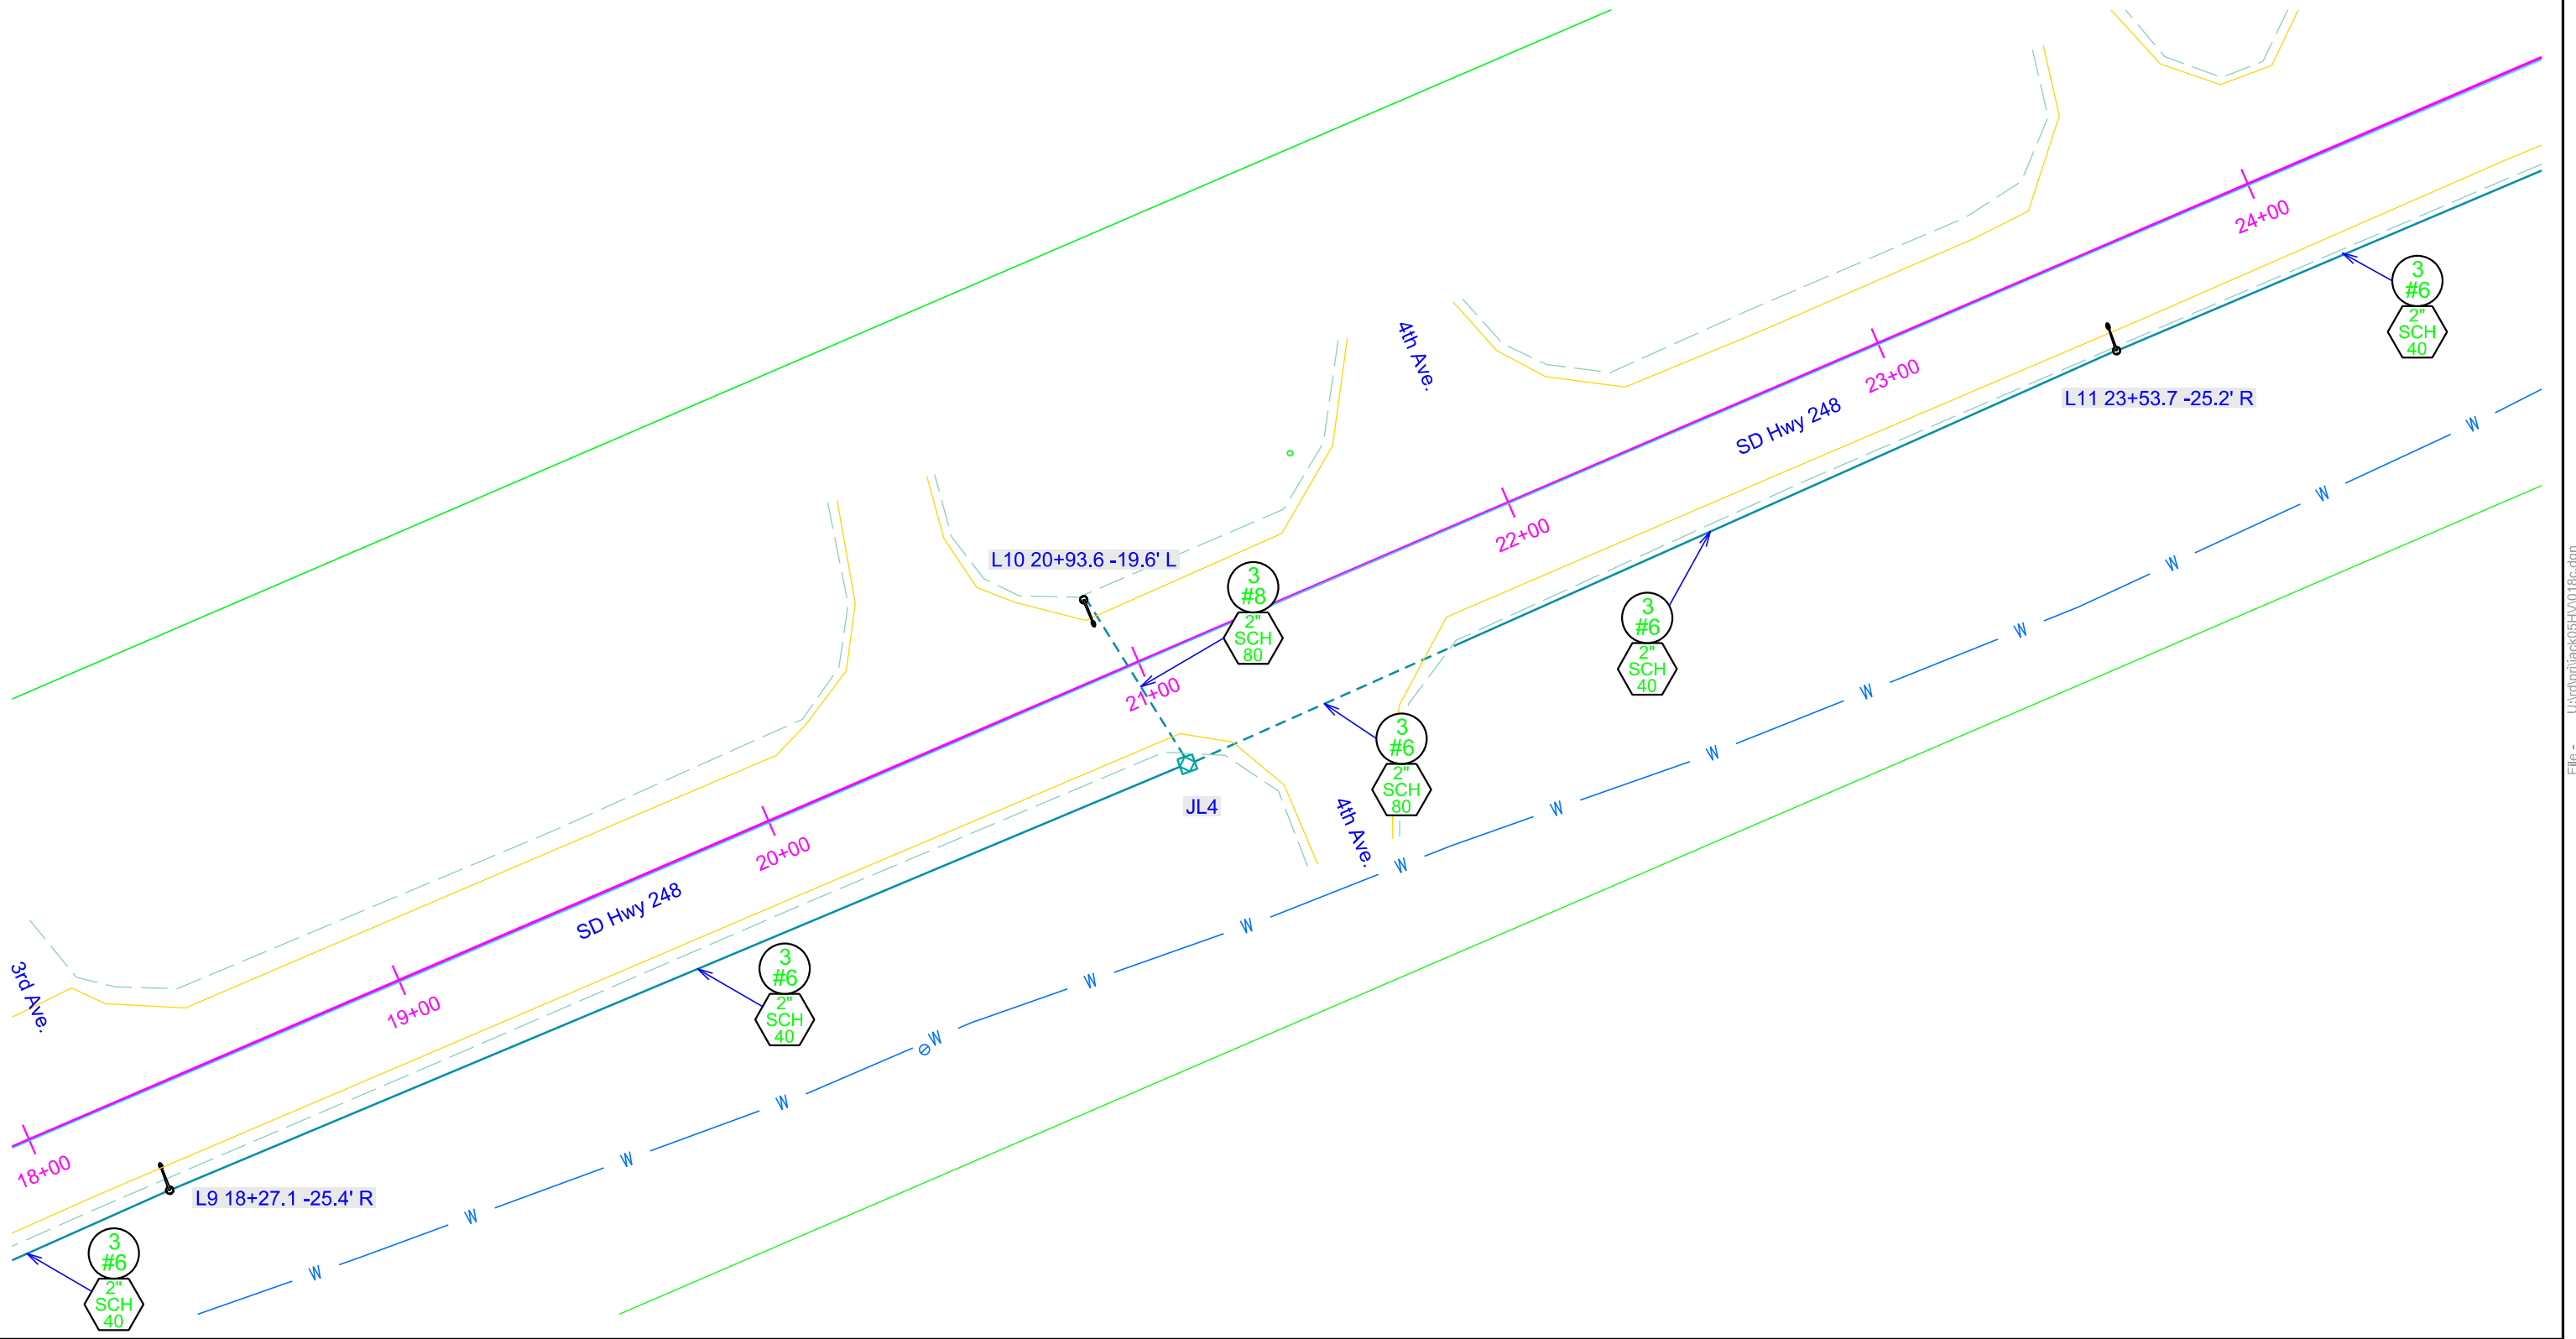 24+00
3
#6
2"
SCH
40
4th Ave.
23+00
L11 23+53.7 -25.2' R
SD Hwy 248
W
W
22+00
L10 20+93.6 -19.6' L
3
#8
2"
SCH
80
W
3
#6
2"
SCH
40
W
21+00
W
3
#6
2"
SCH
80
W
JL4
4th Ave.
W
20+00
W
SD Hwy 248
W
3
#6
2"
SCH
40
3rd Ave.
19+00
W
W
W
18+00
W
L9 18+27.1 -25.4' R
W
W
3
#6
2"
SCH
40